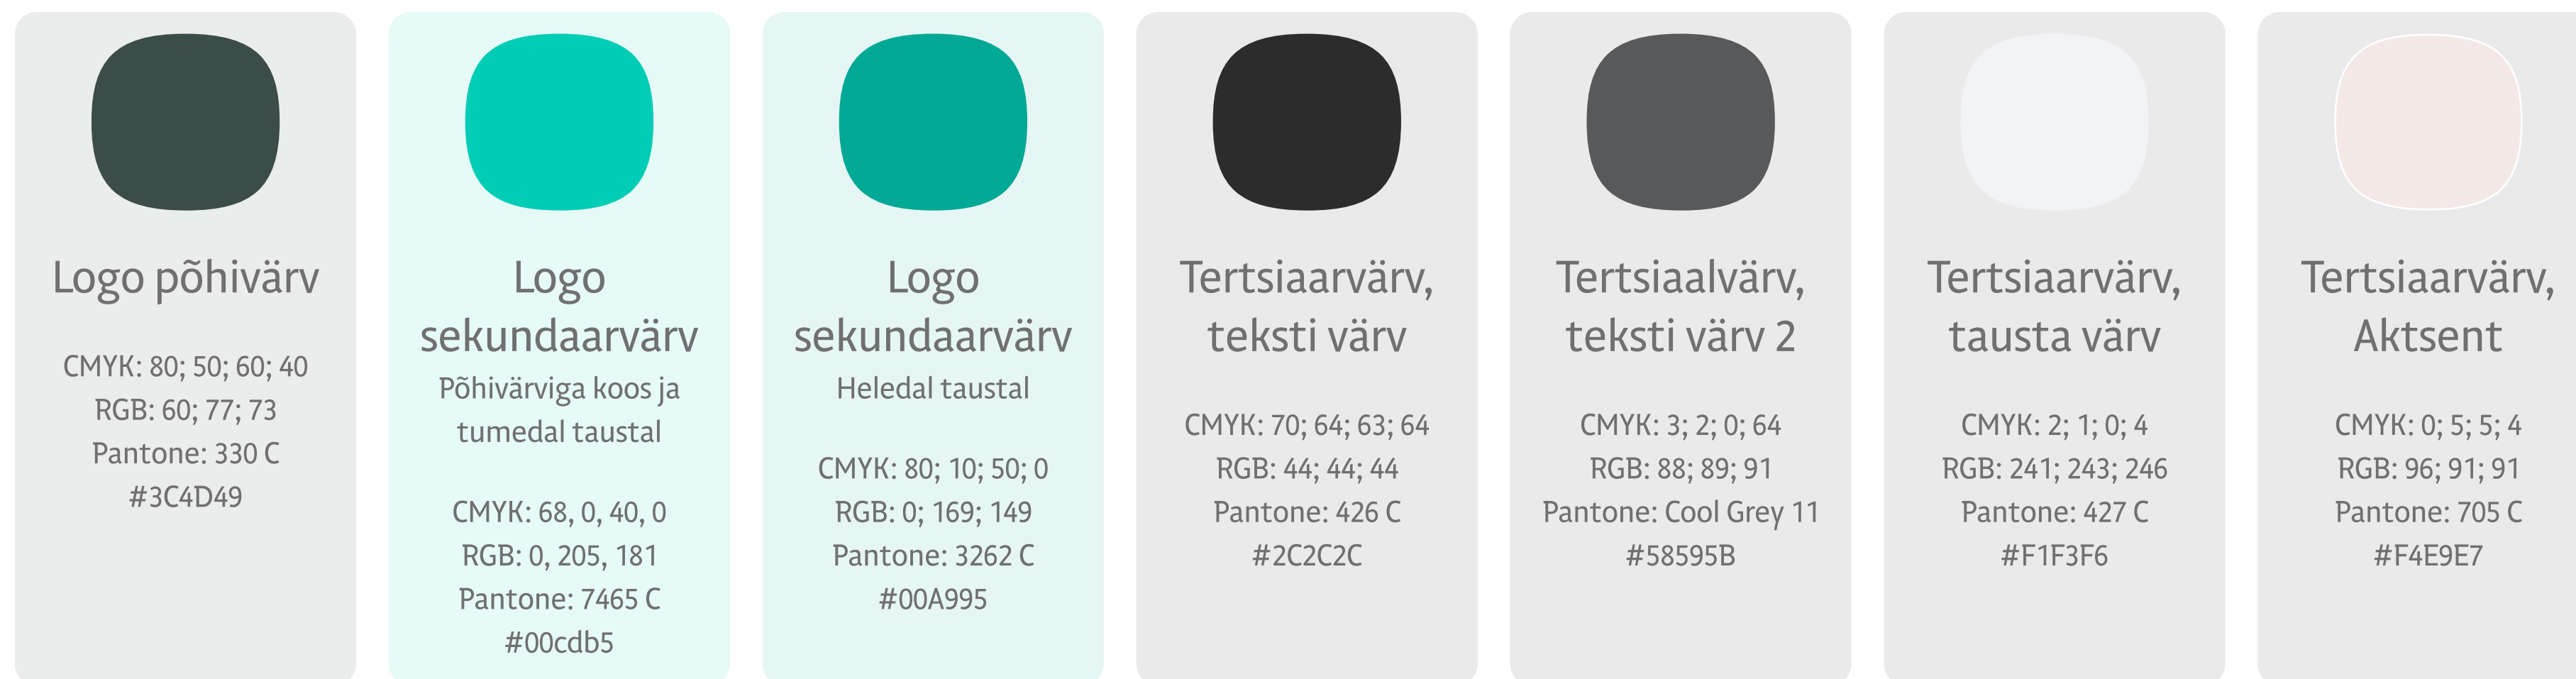 Logo põhivärv
CMYK: 80; 50; 60; 40
RGB: 60; 77; 73
Pantone: 330 C
#3C4D49
Logo
sekundaarvärv
Põhivärviga koos ja
tumedal taustal
CMYK: 68, 0, 40, 0
RGB: 0, 205, 181
Pantone: 7465 C
#00cdb5
Logo
sekundaarvärv
Heledal taustal
CMYK: 80; 10; 50; 0
RGB: 0; 169; 149
Pantone: 3262 C
#00A995
Tertsiaarvärv,
teksti värv
CMYK: 70; 64; 63; 64
RGB: 44; 44; 44
Pantone: 426 C
#2C2C2C
Tertsiaalvärv,
teksti värv 2
CMYK: 3; 2; 0; 64
RGB: 88; 89; 91
Pantone: Cool Grey 11
#58595B
Tertsiaarvärv,
tausta värv
CMYK: 2; 1; 0; 4
RGB: 241; 243; 246
Pantone: 427 C
#F1F3F6
Tertsiaarvärv,
Aktsent
CMYK: 0; 5; 5; 4
RGB: 96; 91; 91
Pantone: 705 C
#F4E9E7